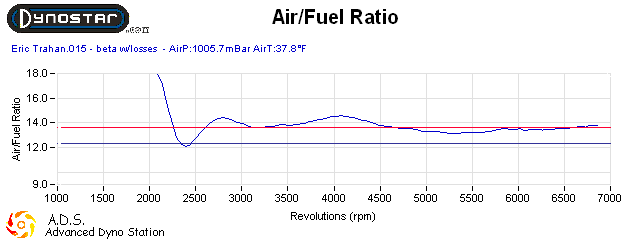 DYNOSTAR
Air/Fuel Ratio
Eric Trahan.015 - beta w/losses - AirP:1005.7mBar AirT:37.8°F
Air/Fuel Ratio
18.0
16.0
14.0
12.0
9.0
1000 1500 2000 2500 3000 3500 4000 4500 5000 5500 6000 6500 7000
Revolutions (rpm)
A.D.S.
Advanced Dyno Station